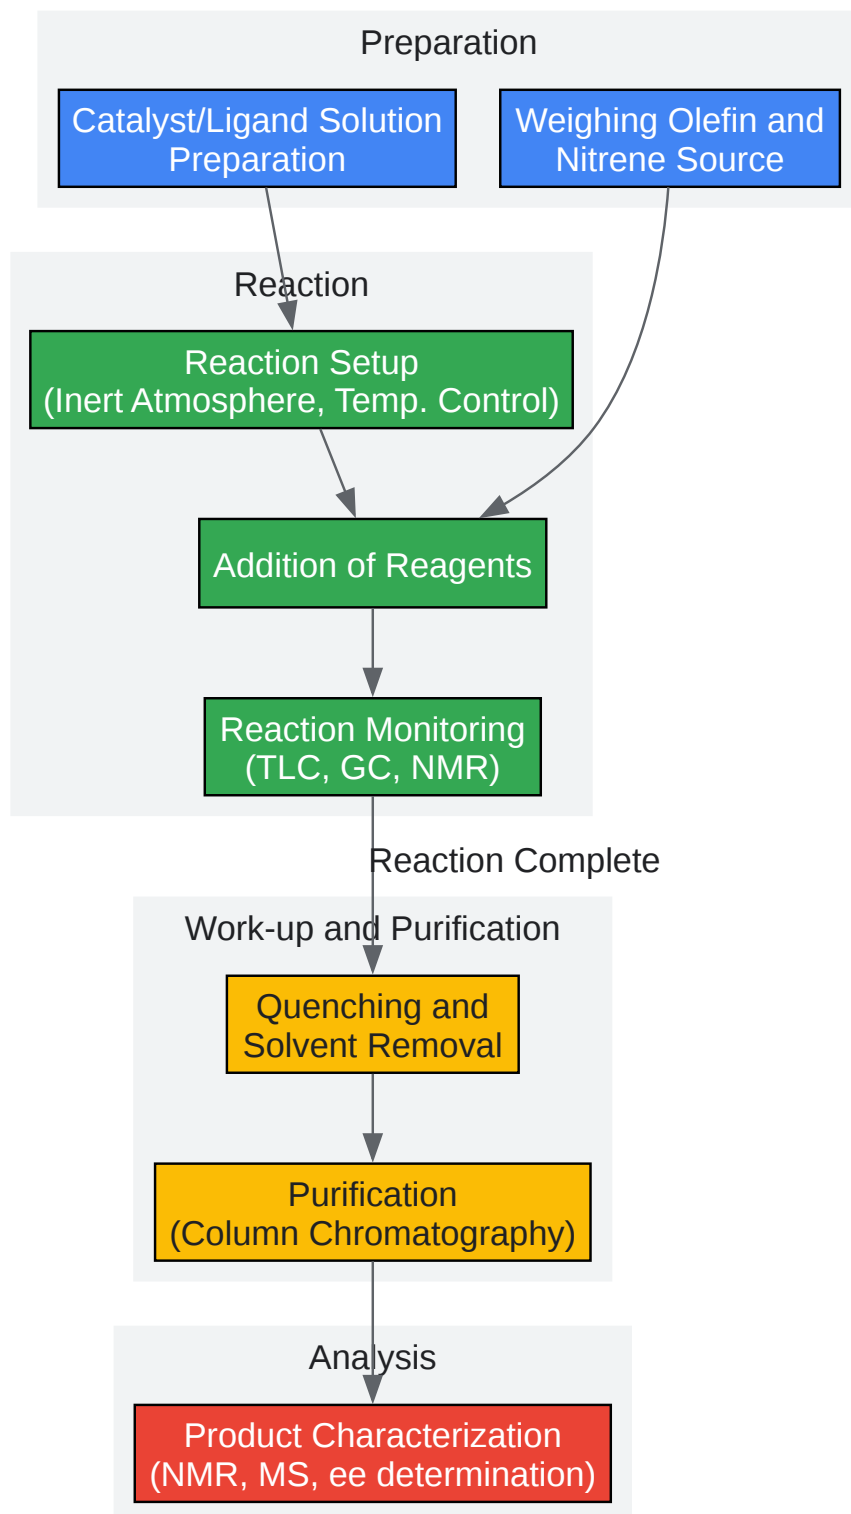 Preparation
Catalyst/Ligand Solution
Preparation
Weighing Olefin and
Nitrene Source
Reaction
Reaction Setup
(Inert Atmosphere, Temp. Control)
Addition of Reagents
Reaction Monitoring
(TLC, GC, NMR)
Reaction Complete
Work-up and Purification
Quenching and
Solvent Removal
Purification
(Column Chromatography)
Analysis
Product Characterization
(NMR, MS, ee determination)